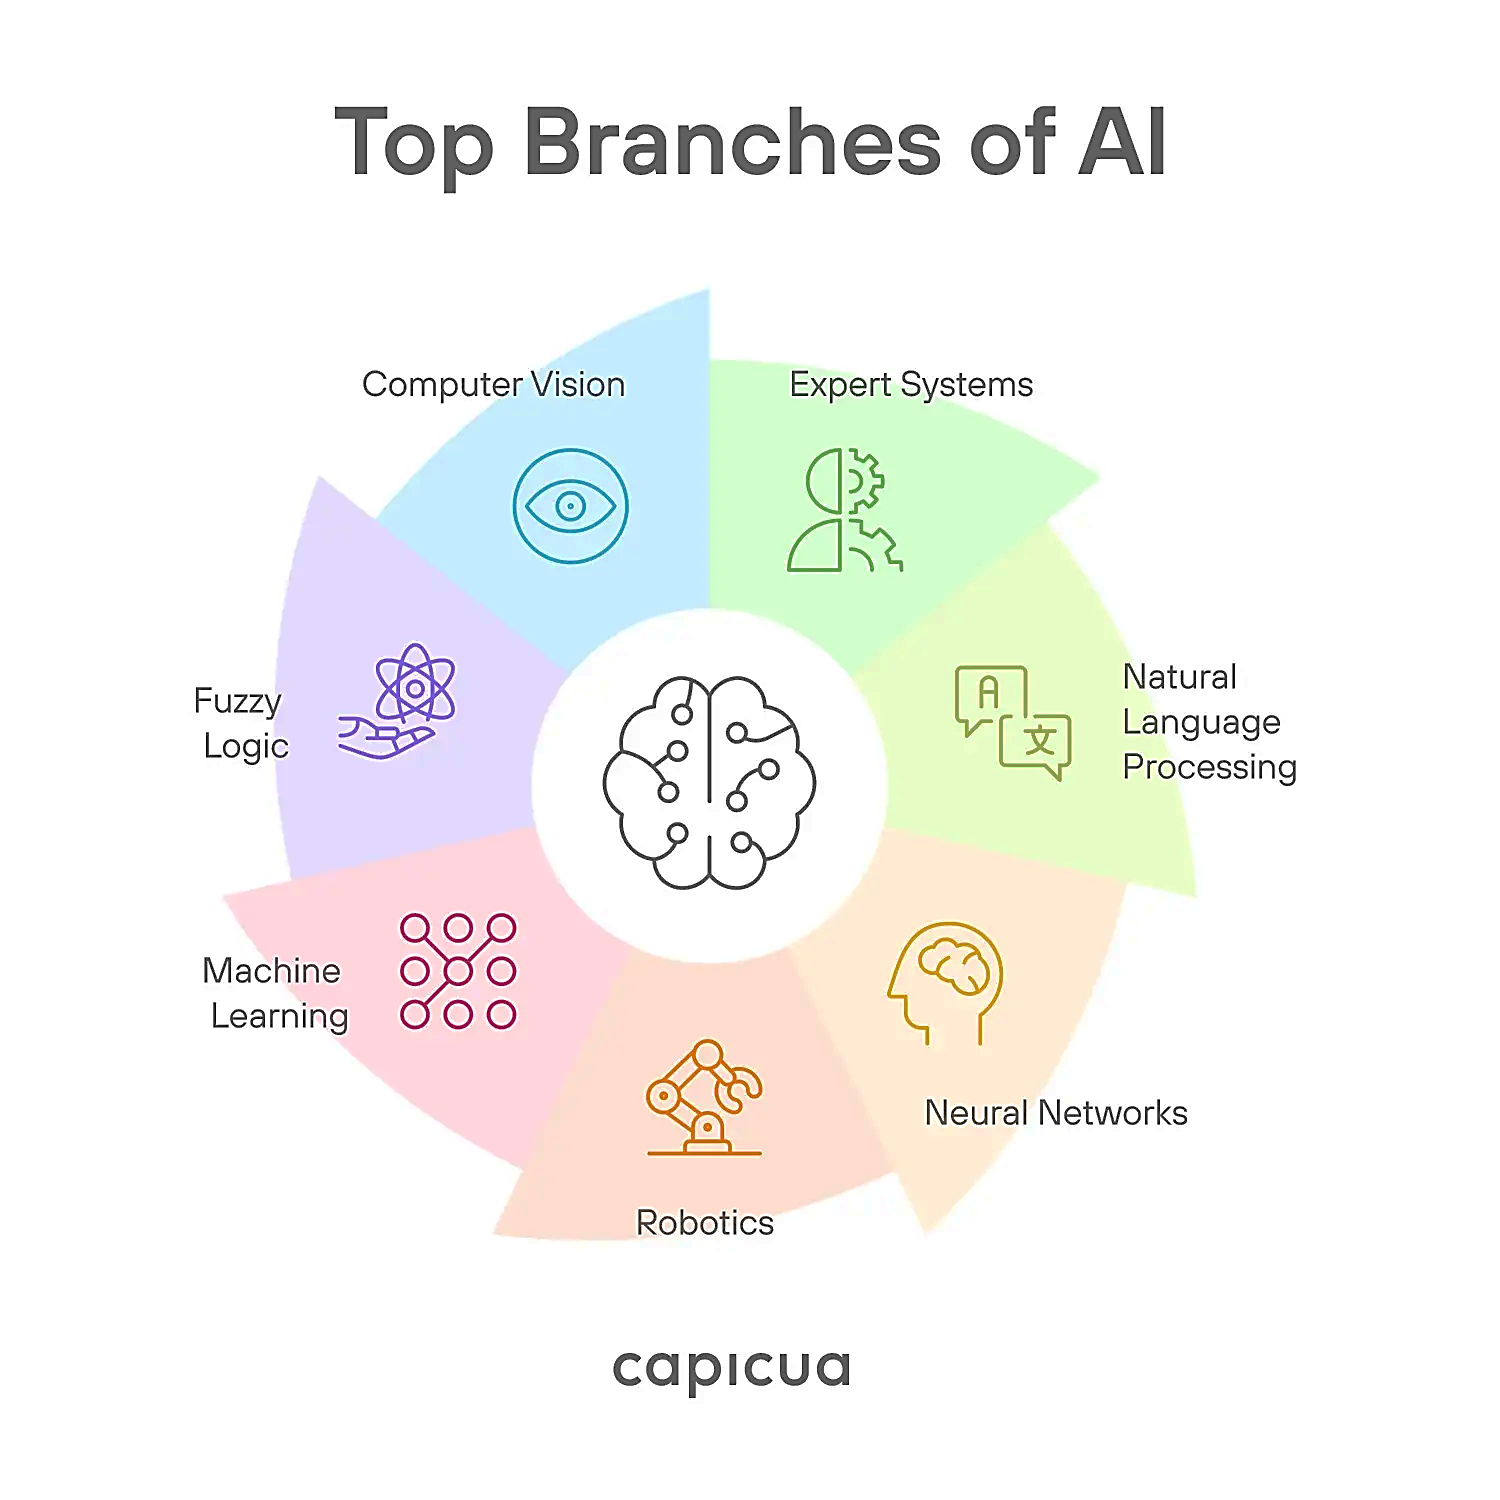 Top Branches of AI
Computer Vision
Expert Systems
Fuzzy
Logic
A
文
Natural
Language
Processing
Machine
Learning
Neural Networks
Robotics
capicua